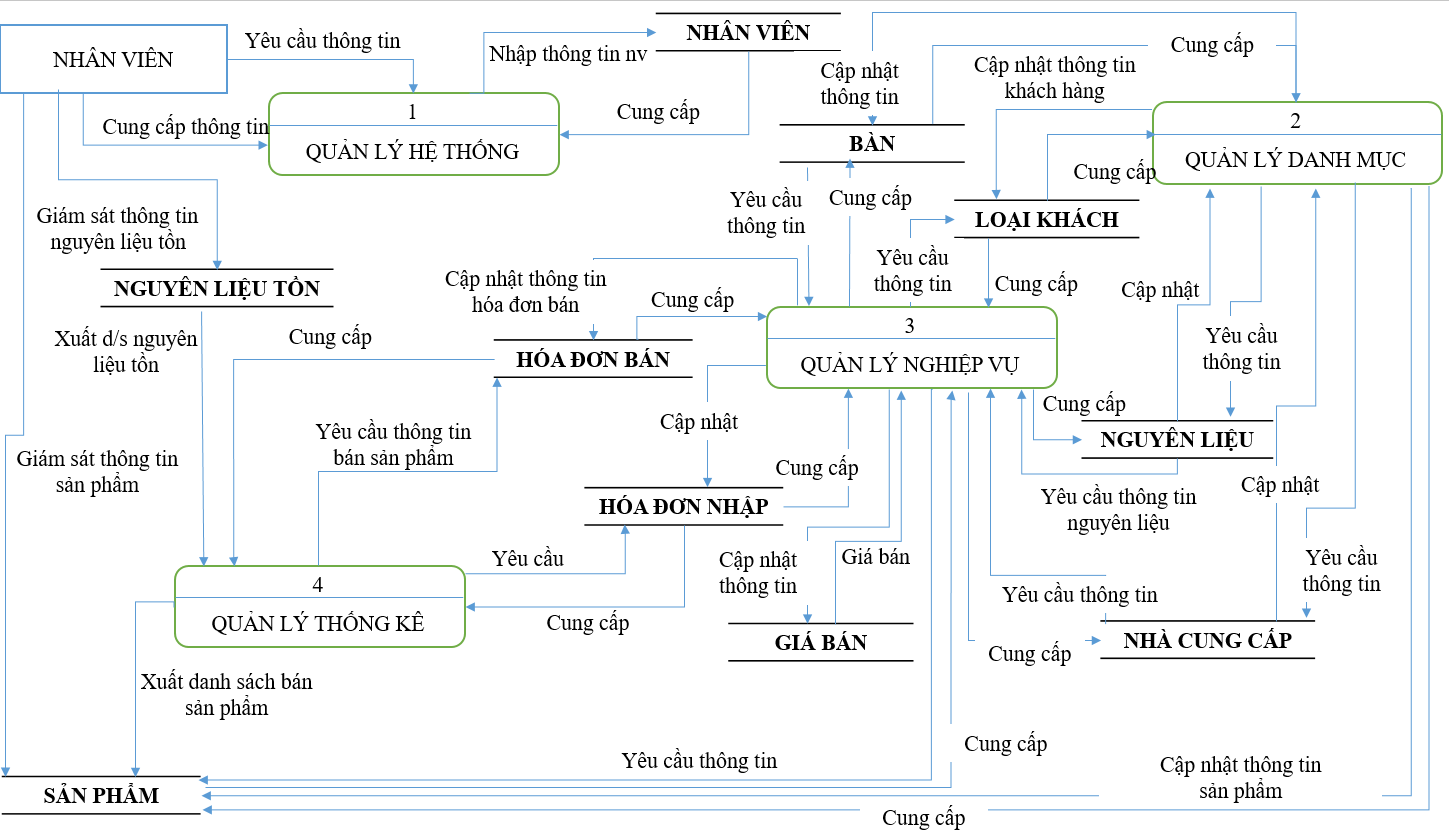 NHÂN VIÊN
Yêu cầu thông tin
Nhập thông tin nv
NHÂN VIÊN
Cung cấp
Cung cấp thông tin
1
QUẢN LÝ HỆ THỐNG
Cập nhật
thông tin
Cung cấp
Cập nhật thông tin
khách hàng
BÀN
2
QUẢN LÝ DANH MỤC
Cung cấp
Yêu cầu
thông tin
Cung cấp
LOẠI KHÁCH
Giám sát thông tin
nguyên liệu tồn
NGUYÊN LIỆU TỒN
Cập nhật thông tin
hóa đơn bán
Cung cấp
Yêu cầu
thông tin
Cung cấp
Cập nhật
Yêu cầu
thông tin
Xuất d/s nguyên
liệu tồn
Cung cấp
HÓA ĐƠN BÁN
3
QUẢN LÝ NGHIỆP VỤ
Cung cấp
NGUYÊN LIỆU
Cập nhật
Yêu cầu thông tin
bán sản phẩm
Giám sát thông tin
sản phẩm
Cung cấp
Yêu cầu thông tin
nguyên liệu
Cập nhật
HÓA ĐƠN NHẬP
Yêu cầu
Cập nhật
thông tin
Giá bán
Yêu cầu
thông tin
Yêu cầu thông tin
4
QUẢN LÝ THỐNG KÊ
Cung cấp
GIÁ BÁN
Cung cấp
NHÀ CUNG CẤP
Xuất danh sách bán
sản phẩm
Cung cấp
Yêu cầu thông tin
Cập nhật thông tin
sản phẩm
SẢN PHẨM
Cung cấp